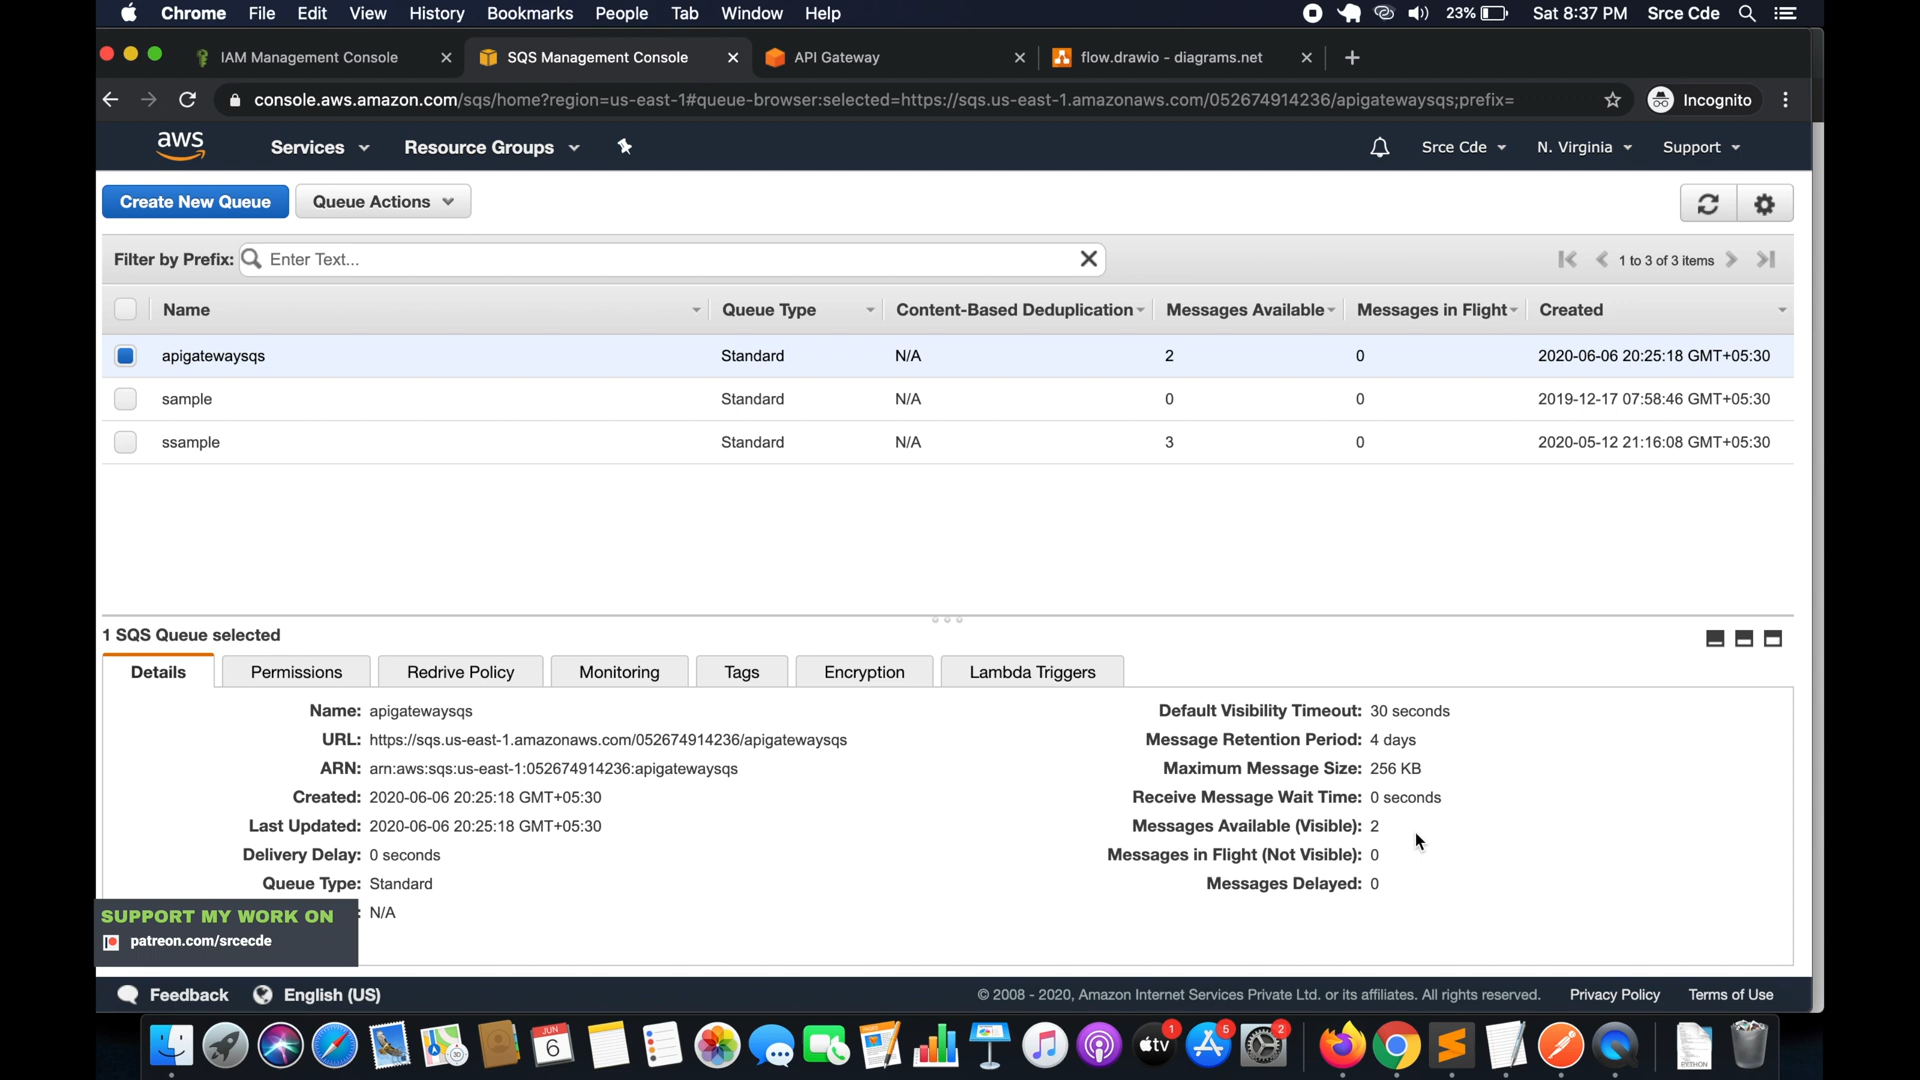 Chrome File Edit View History Bookmarks People Tab Window Help 23% Sat 8:37 PM Srce Cde
IAM Management Console SQS Management Console API Gateway flow.drawio - diagrams.net
console.aws.amazon.com/sqs/home?region=us-east-1#queue-browser:selected=https://sqs.us-east-1.amazonaws.com/052674914236/apigatewaysqs;prefix= Incognito
aws Services Resource Groups Srce Cde N. Virginia Support
Create New Queue Queue Actions
Filter by Prefix: Enter Text... 1 to 3 of 3 items
Name Queue Type Content-Based Deduplication Messages Available Messages in Flight Created
apigatewaysqs Standard N/A 2 0 2020-06-06 20:25:18 GMT+05:30
sample Standard N/A 0 0 2019-12-17 07:58:46 GMT+05:30
ssample Standard N/A 3 0 2020-05-12 21:16:08 GMT+05:30
1 SQS Queue selected
Details Permissions Redrive Policy Monitoring Tags Encryption Lambda Triggers
Name: apigatewaysqs Default Visibility Timeout: 30 seconds
URL: https://sqs.us-east-1.amazonaws.com/052674914236/apigatewaysqs Message Retention Period: 4 days
ARN: arn:aws:sqs:us-east-1:052674914236:apigatewaysqs Maximum Message Size: 256 KB
Created: 2020-06-06 20:25:18 GMT+05:30 Receive Message Wait Time: 0 seconds
Last Updated: 2020-06-06 20:25:18 GMT+05:30 Messages Available (Visible): 2
Delivery Delay: 0 seconds Messages in Flight (Not Visible): 0
Queue Type: Standard Messages Delayed: 0
: N/A
SUPPORT MY WORK ON
patreon.com/srcecde
Feedback English (US) © 2008 - 2020, Amazon Internet Services Private Ltd. or its affiliates. All rights reserved. Privacy Policy Terms of Use
JUN 6 tv 1 5 2 PYTHON